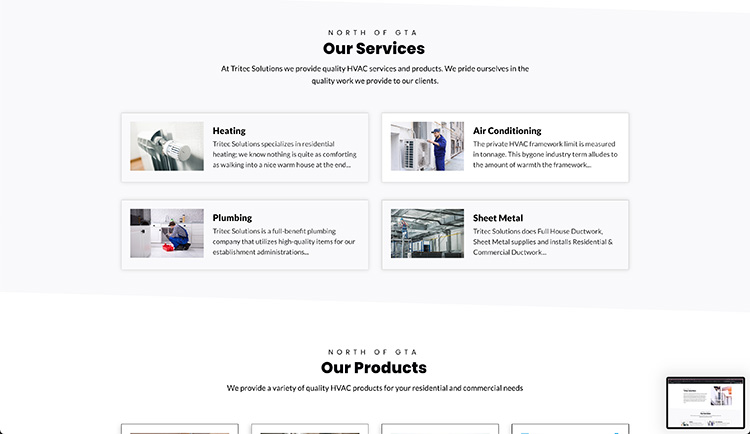 NORTH OF GTA
Our Services
At Tritec Solutions we provide quality HVAC services and products. We pride ourselves in the
quality work we provide to our clients.
Heating
Tritec Solutions specializes in residential
heating; we know nothing is quite as comforting
as walking into a nice warm house at the end...
Air Conditioning
The private HVAC framework limit is measured
in tonnage. This bygone industry term alludes to
the amount of warmth the framework...
Plumbing
Tritec Solutions is a full-benefit plumbing
company that utilizes high-quality items for our
establishment administrations...
Sheet Metal
Tritec Solutions does Full House Ductwork,
Sheet Metal supplies and installs Residential &
Commercial Ductwork...
NORTH OF GTA
Our Products
We provide a variety of quality HVAC products for your residential and commercial needs